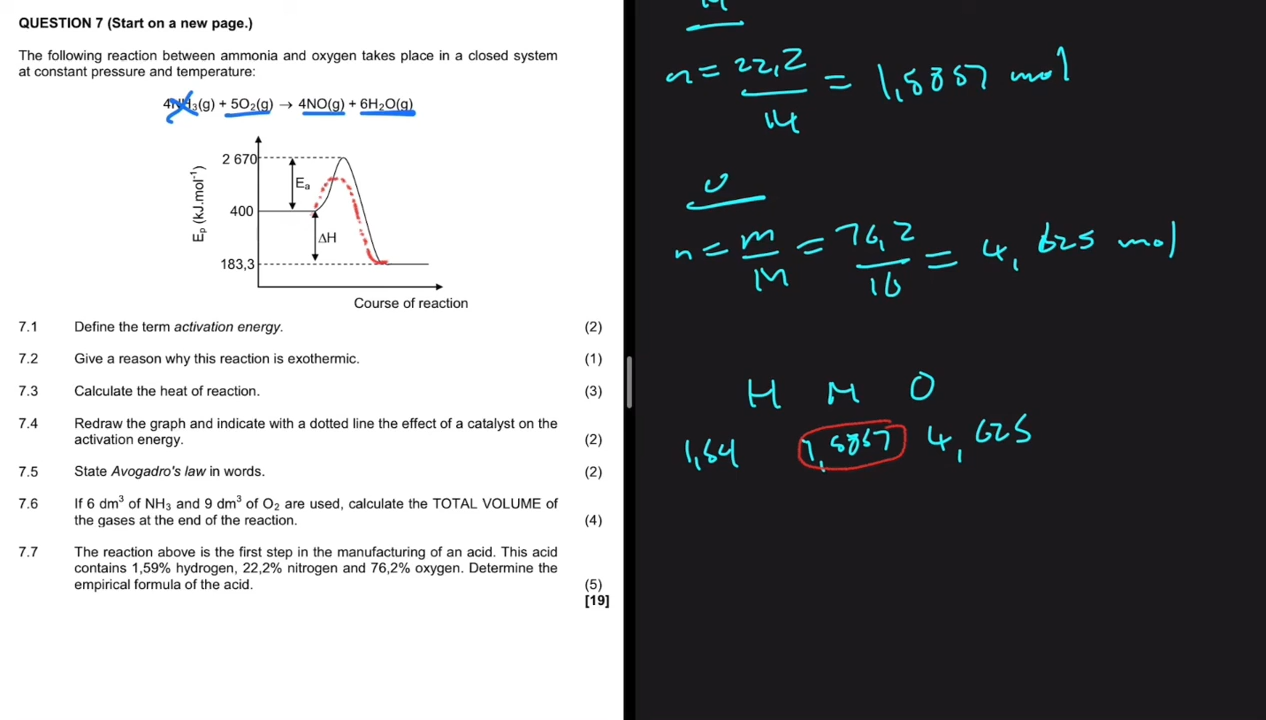 QUESTION 7 (Start on a new page.)
The following reaction between ammonia and oxygen takes place in a closed system
at constant pressure and temperature:
4NH₃(g) + 5O₂(g) → 4NO(g) + 6H₂O(g)
Eₚ (kJ.mol⁻¹)
2 670
Eₐ
400
ΔH
183,3
Course of reaction
7.1 Define the term activation energy. (2)
7.2 Give a reason why this reaction is exothermic. (1)
7.3 Calculate the heat of reaction. (3)
7.4 Redraw the graph and indicate with a dotted line the effect of a catalyst on the
activation energy. (2)
7.5 State Avogadro's law in words. (2)
7.6 If 6 dm³ of NH₃ and 9 dm³ of O₂ are used, calculate the TOTAL VOLUME of
the gases at the end of the reaction. (4)
7.7 The reaction above is the first step in the manufacturing of an acid. This acid
contains 1,59% hydrogen, 22,2% nitrogen and 76,2% oxygen. Determine the
empirical formula of the acid. (5)
[19]
n = 22,2 / 14 = 1,5857 mol
O
n = m / M = 76,2 / 16 = 4,625 mol
H N O
1,54 1,5857 4,625